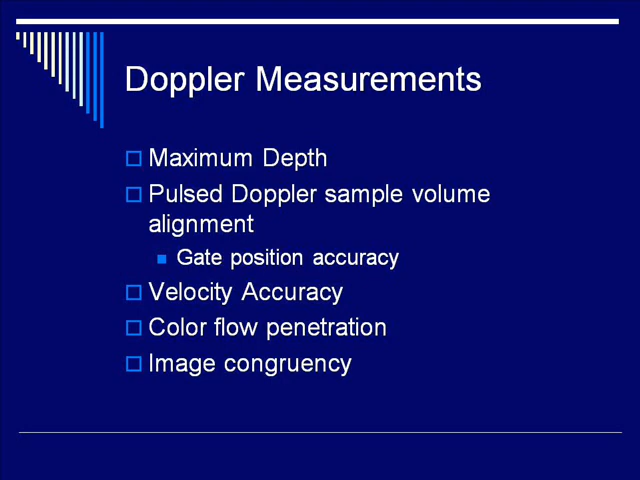 Doppler Measurements
Maximum Depth
Pulsed Doppler sample volume
alignment
Gate position accuracy
Velocity Accuracy
Color flow penetration
Image congruency